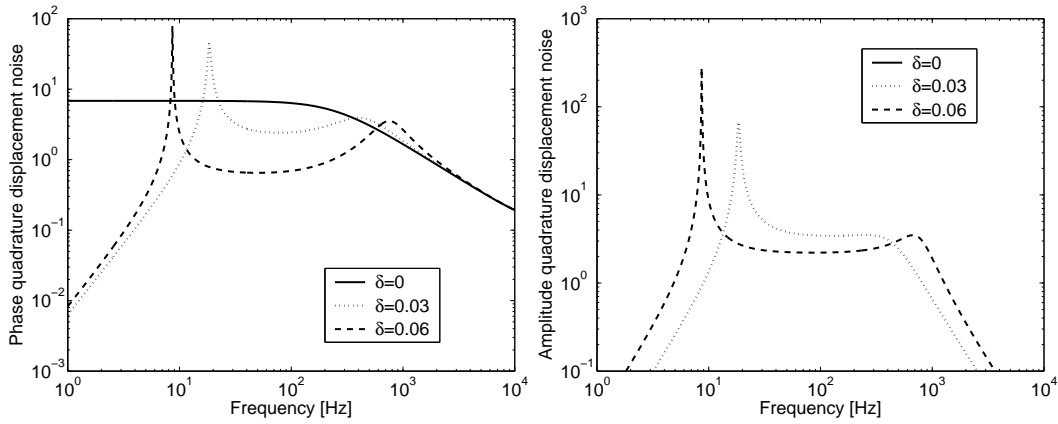 Phase quadrature displacement noise
10^2
10^1
10^0
10^-1
10^-2
10^-3
10^0
10^1
10^2
10^3
10^4
Frequency [Hz]
δ=0
δ=0.03
δ=0.06
Amplitude quadrature displacement noise
10^3
10^2
10^1
10^0
10^-1
10^0
10^1
10^2
10^3
10^4
Frequency [Hz]
δ=0
δ=0.03
δ=0.06